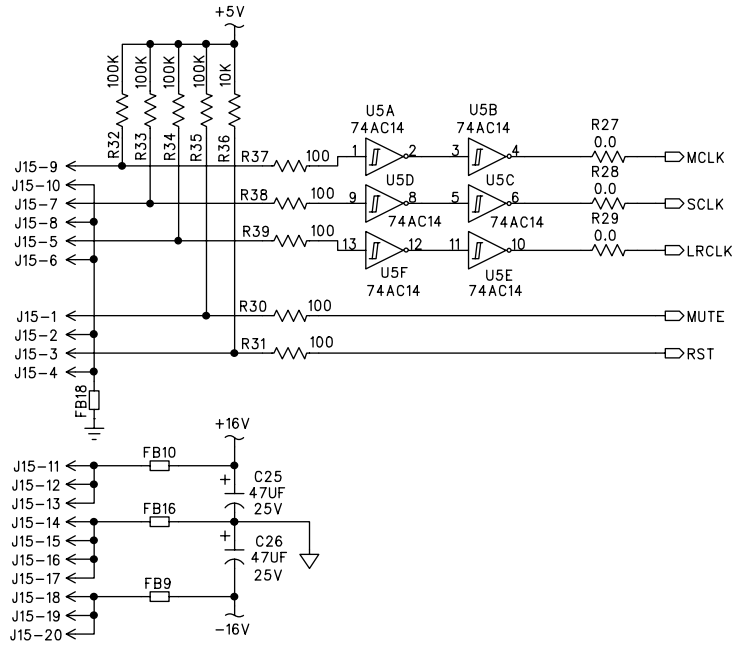 +5V
100K
100K
100K
100K
10K
R32
R33
R34
R35
R36
U5A
74AC14
U5B
74AC14
R27
0.0
J15-9
R37
100
1
2
3
4
MCLK
J15-10
U5D
U5C
R28
0.0
J15-7
R38
100
9
8
5
6
SCLK
J15-8
74AC14
74AC14
R29
0.0
J15-5
R39
100
13
12
11
10
LRCLK
J15-6
U5F
74AC14
U5E
74AC14
J15-1
R30
100
MUTE
J15-2
J15-3
R31
100
RST
J15-4
FB18
+16V
J15-11
FB10
J15-12
+
C25
47UF
25V
J15-13
J15-14
FB16
J15-15
+
C26
47UF
25V
J15-16
J15-17
J15-18
FB9
J15-19
J15-20
-16V